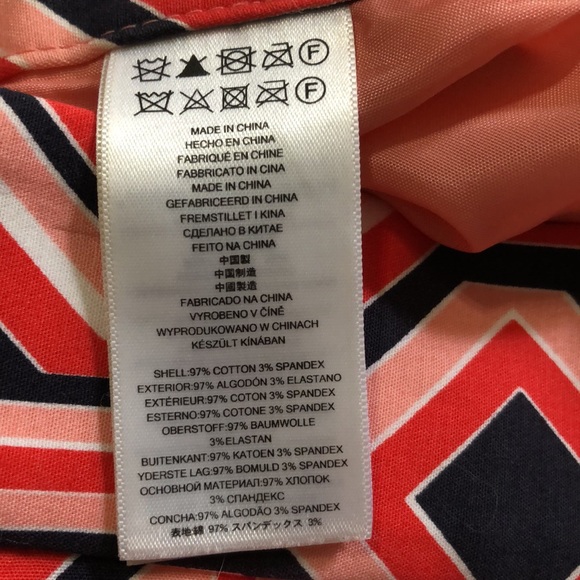 F
F
MADE IN CHINA
HECHO EN CHINA
FABRIQUÉ EN CHINE
FABBRICATO IN CINA
MADE IN CHINA
GEFABRICEERD IN CHINA
FREMSTILLET I KINA
СДЕЛАНО В КИТАЕ
FEITO NA CHINA
中国製
中国制造
中國製造
FABRICADO NA CHINA
VYROBENO V ČÍNĚ
WYPRODUKOWANO W CHINACH
KÉSZÜLT KÍNÁBAN
SHELL:97% COTTON 3% SPANDEX
EXTERIOR:97% ALGODÓN 3% ELASTANO
EXTÉRIEUR:97% COTON 3% SPANDEX
ESTERNO:97% COTONE 3% SPANDEX
OBERSTOFF:97% BAUMWOLLE
3%ELASTAN
BUITENKANT:97% KATOEN 3% SPANDEX
YDERSTE LAG:97% BOMULD 3% SPANDEX
ОСНОВНОЙ МАТЕРИАЛ:97% ХЛОПОК
3% СПАНДЕКС
CONCHA:97% ALGODÃO 3% SPANDEX
表地:綿 97% スパンデックス 3%